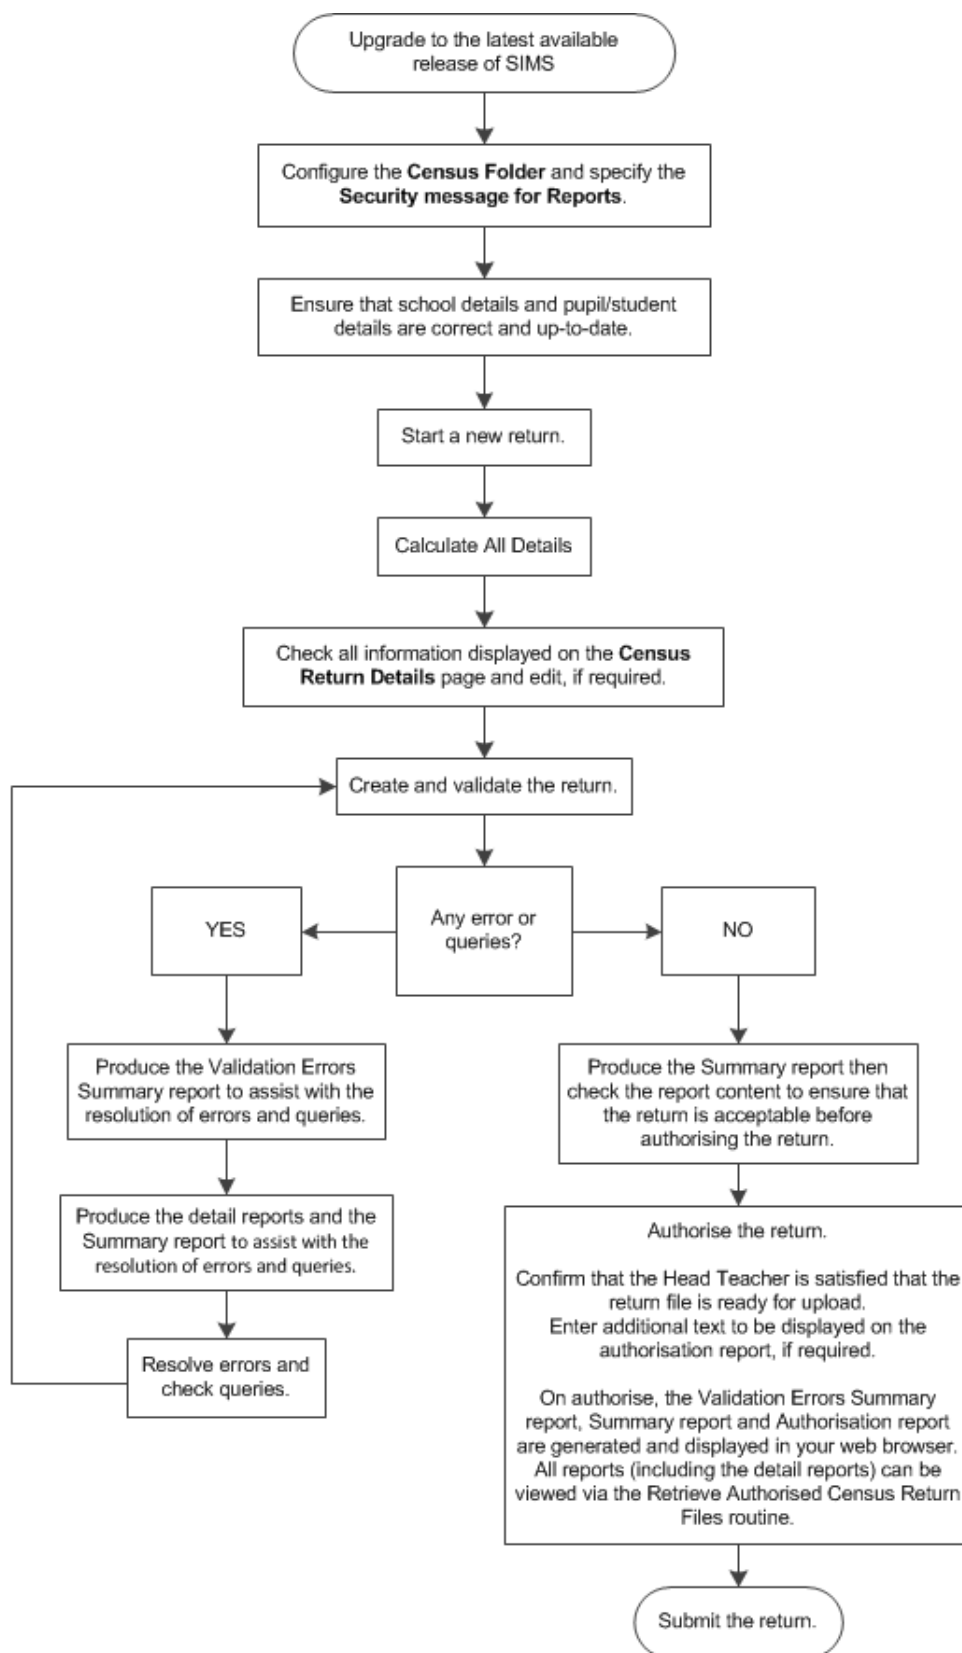 Upgrade to the latest available
release of SIMS
Configure the Census Folder and specify the
Security message for Reports.
Ensure that school details and pupil/student
details are correct and up-to-date.
Start a new return.
Calculate All Details
Check all information displayed on the Census
Return Details page and edit, if required.
Create and validate the return.
Any error or
queries?
YES
NO
Produce the Validation Errors
Summary report to assist with the
resolution of errors and queries.
Produce the detail reports and the
Summary report to assist with the
resolution of errors and queries.
Resolve errors and
check queries.
Produce the Summary report then
check the report content to ensure that
the return is acceptable before
authorising the return.
Authorise the return.
Confirm that the Head Teacher is satisfied that the
return file is ready for upload.
Enter additional text to be displayed on the
authorisation report, if required.
On authorise, the Validation Errors Summary
report, Summary report and Authorisation report
are generated and displayed in your web browser.
All reports (including the detail reports) can be
viewed via the Retrieve Authorised Census Return
Files routine.
Submit the return.